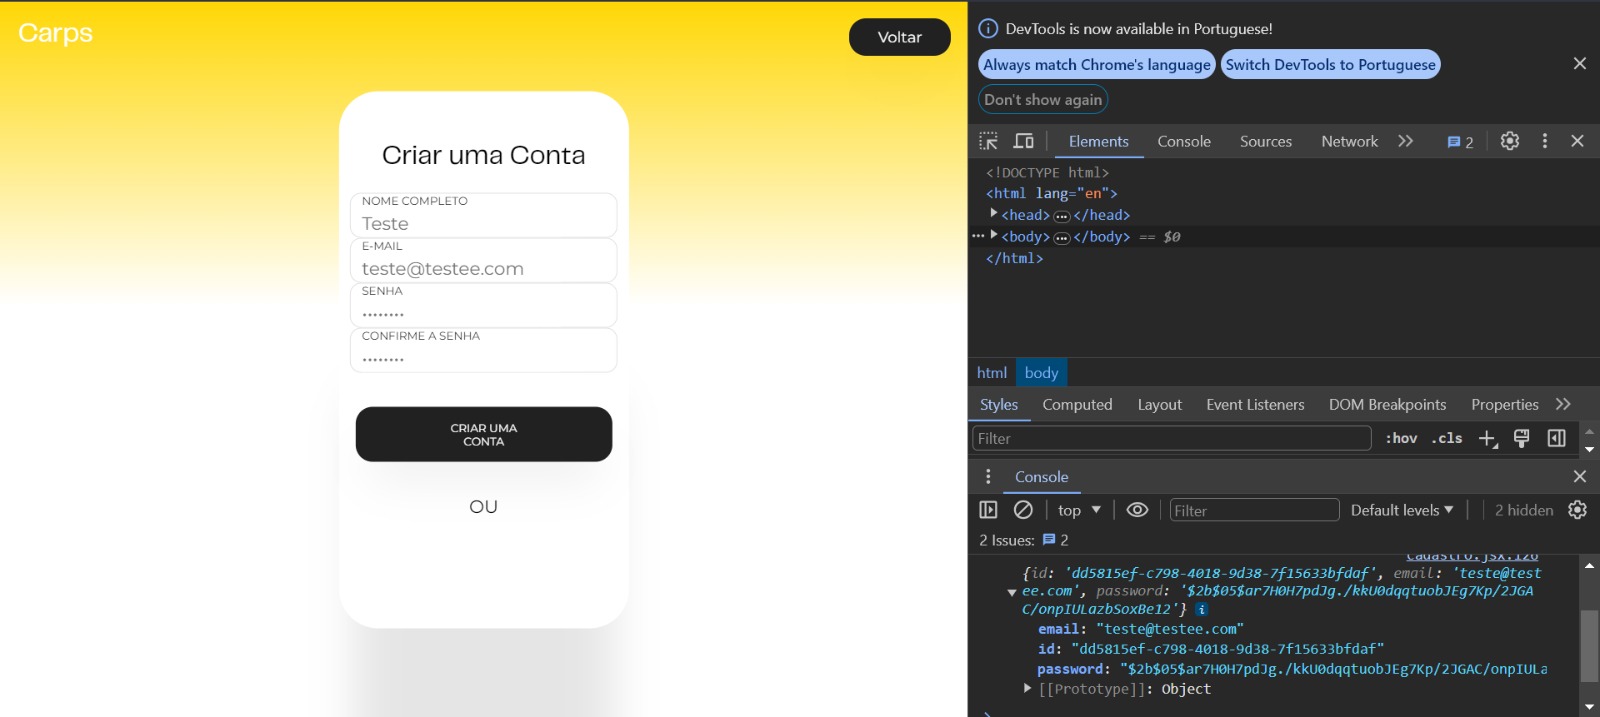 Carps
Voltar
Criar uma Conta
NOME COMPLETO
Teste
E-MAIL
teste@testee.com
SENHA
••••••••
CONFIRME A SENHA
••••••••
CRIAR UMA
CONTA
OU
DevTools is now available in Portuguese!
Always match Chrome's language
Switch DevTools to Portuguese
Don't show again
Elements Console Sources Network 2
<!DOCTYPE html>
<html lang="en">
<head>…</head>
<body>…</body> == $0
</html>
html body
Styles Computed Layout Event Listeners DOM Breakpoints Properties
Filter :hov .cls
Console
top Filter Default levels 2 hidden
2 Issues: 2
cadastro.jsx:126
{id: 'dd5815ef-c798-4018-9d38-7f15633bfdaf', email: 'teste@test
ee.com', password: '$2b$05$ar7H0H7pdJg./kkU0dqqtuobJEg7Kp/2JGA
C/onpIULazbSoxBe12'}
email: "teste@testee.com"
id: "dd5815ef-c798-4018-9d38-7f15633bfdaf"
password: "$2b$05$ar7H0H7pdJg./kkU0dqqtuobJEg7Kp/2JGAC/onpIULa
[[Prototype]]: Object